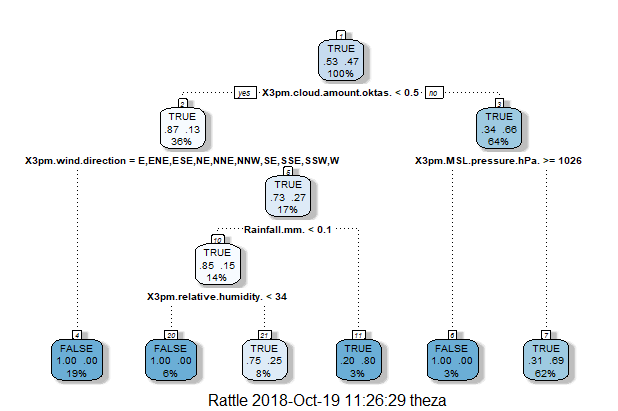 1
TRUE
.53 .47
100%
yes X3pm.cloud.amount.oktas. < 0.5 no
2
TRUE
.87 .13
36%
3
TRUE
.34 .66
64%
X3pm.wind.direction = E,ENE,ESE,NE,NNE,NNW,SE,SSE,SSW,W
X3pm.MSL.pressure.hPa. >= 1026
5
TRUE
.73 .27
17%
Rainfall.mm. < 0.1
10
TRUE
.85 .15
14%
X3pm.relative.humidity. < 34
4
FALSE
1.00 .00
19%
20
FALSE
1.00 .00
6%
21
TRUE
.75 .25
8%
11
TRUE
.20 .80
3%
6
FALSE
1.00 .00
3%
7
TRUE
.31 .69
62%
Rattle 2018-Oct-19 11:26:29 theza